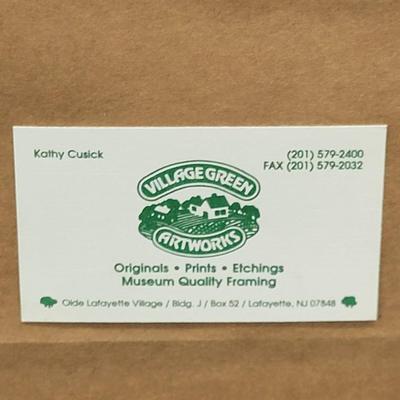 Kathy Cusick
(201) 579-2400
FAX (201) 579-2032
VILLAGE GREEN
ARTWORKS
Originals • Prints • Etchings
Museum Quality Framing
Olde Lafayette Village / Bldg. J / Box 52 / Lafayette, NJ 07848